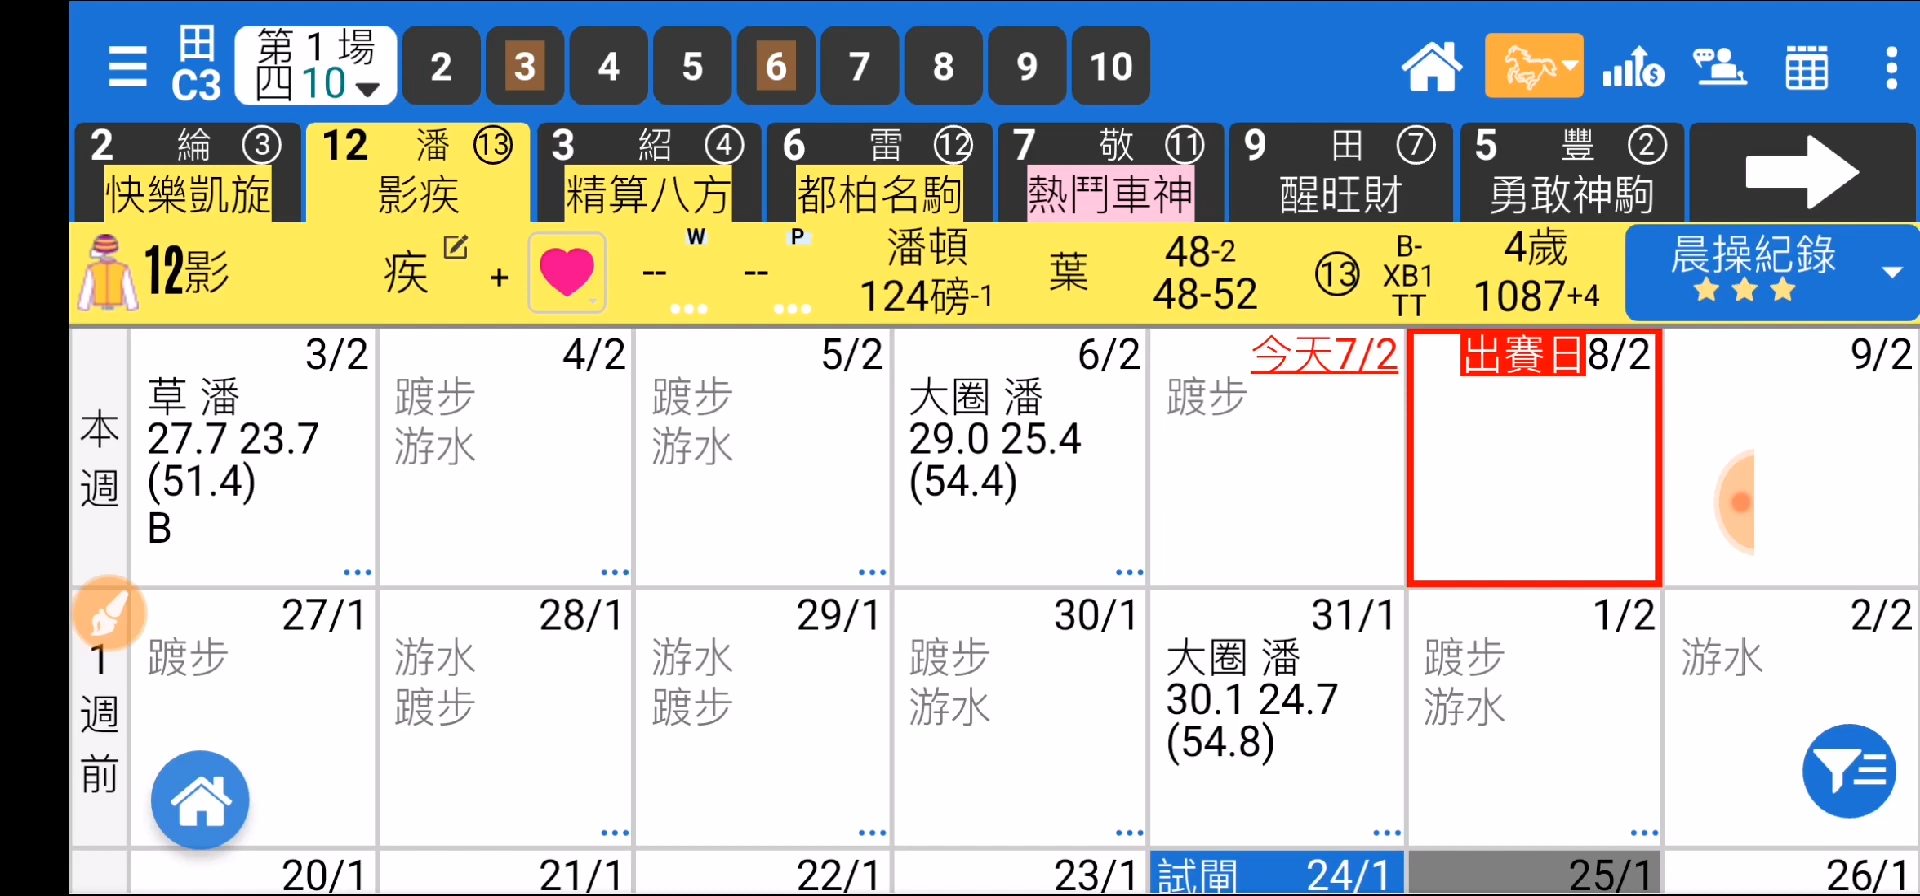 田
C3
第 1 場
四10
2
3
4
5
6
7
8
9
10
2 綸 ③
快樂凱旋
12 潘 ⑬
影疾
3 紹 ④
精算八方
6 雷 ⑫
都柏名駒
7 敬 ⑪
熱鬥車神
9 田 ⑦
醒旺財
5 豐 ②
勇敢神駒
12影疾
+
W
--
P
--
潘頓
124磅-1
葉
48-2
48-52
⑬
B-
XB1
TT
4歲
1087+4
晨操紀錄
本週
3/2
草 潘
27.7 23.7
(51.4)
B
4/2
踱步
游水
5/2
踱步
游水
6/2
大圈 潘
29.0 25.4
(54.4)
今天7/2
踱步
出賽日8/2
9/2
1週前
27/1
踱步
28/1
游水
踱步
29/1
游水
踱步
30/1
踱步
游水
31/1
大圈 潘
30.1 24.7
(54.8)
1/2
踱步
游水
2/2
游水
20/1
21/1
22/1
23/1
試閘 24/1
25/1
26/1